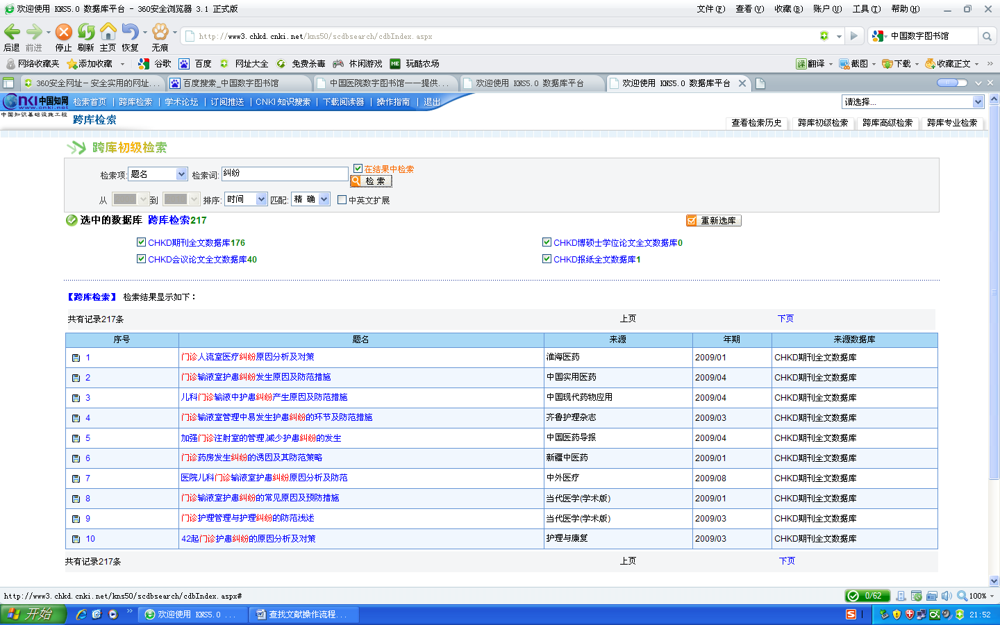 欢迎使用 KNS5.0 数据库平台 - 360安全浏览器 3.1 正式版
文件(F) 查看(V) 收藏(B) 账户(U) 工具(T) 帮助(H)
后退 前进 停止 刷新 主页 恢复 无痕
http://www3.chkd.cnki.net/kns50/scdbsearch/cdbIndex.aspx
中国数字图书馆
网络收藏夹 添加收藏 谷歌 百度 网址大全 免费杀毒 休闲游戏 玩酷农场 翻译 截图 下载 收藏正文
360安全网址－安全实用的网址... 百度搜索_中国数字图书馆 中国医院数字图书馆——提供... 欢迎使用 KNS5.0 数据库平台 欢迎使用 KNS5.0 数据库平台
CNKI中国知网
www.cnki.net
中国知识基础设施工程
检索首页 | 跨库检索 | 学术论坛 | 订阅推送 | CNKI知识搜索 | 下载阅读器 | 操作指南 | 退出
请选择...
跨库检索
查看检索历史 跨库初级检索 跨库高级检索 跨库专业检索
跨库初级检索
检索项: 题名 检索词: 纠纷 在结果中检索
检 索
从 到 排序: 时间 匹配: 精 确 中英文扩展
选中的数据库 跨库检索217 重新选库
CHKD期刊全文数据库176 CHKD博硕士学位论文全文数据库0
CHKD会议论文全文数据库40 CHKD报纸全文数据库1
【跨库检索】 检索结果显示如下：
共有记录217条 上页 下页
序号 题名 来源 年期 来源数据库
1 门诊人流室医疗纠纷原因分析及对策 淮海医药 2009/01 CHKD期刊全文数据库
2 门诊输液室护患纠纷发生原因及防范措施 中国实用医药 2009/04 CHKD期刊全文数据库
3 儿科门诊输液中护患纠纷产生原因及防范措施 中国现代药物应用 2009/04 CHKD期刊全文数据库
4 门诊输液室管理中易发生护患纠纷的环节及防范措施 齐鲁护理杂志 2009/03 CHKD期刊全文数据库
5 加强门诊注射室的管理,减少护患纠纷的发生 中国医药导报 2009/04 CHKD期刊全文数据库
6 门诊药房发生纠纷的诱因及其防范策略 新疆中医药 2009/01 CHKD期刊全文数据库
7 医院儿科门诊输液室护患纠纷原因分析及防范 中外医疗 2009/08 CHKD期刊全文数据库
8 门诊输液室护患纠纷的常见原因及预防措施 当代医学(学术版) 2009/01 CHKD期刊全文数据库
9 门诊护理管理与护理纠纷的防范浅述 当代医学(学术版) 2009/03 CHKD期刊全文数据库
10 42起门诊护患纠纷的原因分析及对策 护理与康复 2009/03 CHKD期刊全文数据库
共有记录217条 上页 下页
http://www3.chkd.cnki.net/kns50/scdbsearch/cdbIndex.aspx#
0/62 100%
开始 欢迎使用 KNS5.0 ... 查找文献操作流程... 21:52